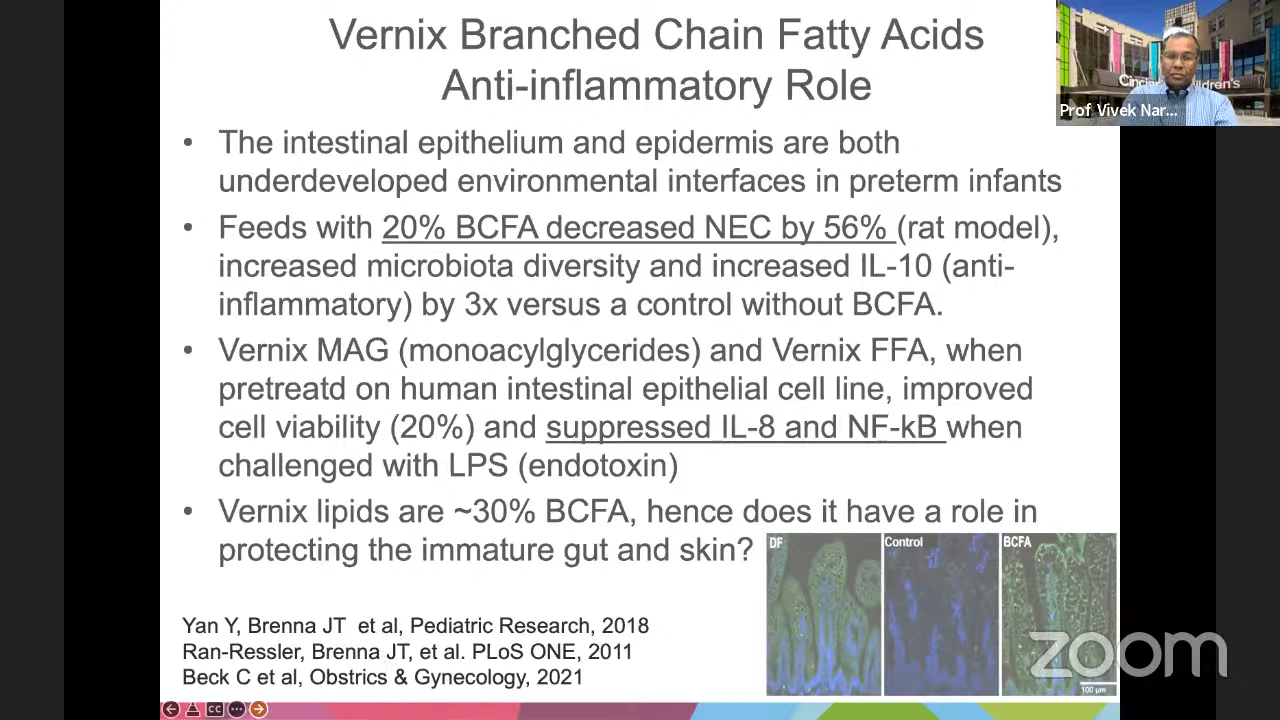 Vernix Branched Chain Fatty Acids
Anti-inflammatory Role
Cincinnati Children's
Prof Vivek Nar...
• The intestinal epithelium and epidermis are both
underdeveloped environmental interfaces in preterm infants
• Feeds with 20% BCFA decreased NEC by 56% (rat model),
increased microbiota diversity and increased IL-10 (anti-
inflammatory) by 3x versus a control without BCFA.
• Vernix MAG (monoacylglycerides) and Vernix FFA, when
pretreatd on human intestinal epithelial cell line, improved
cell viability (20%) and suppressed IL-8 and NF-kB when
challenged with LPS (endotoxin)
• Vernix lipids are ~30% BCFA, hence does it have a role in
protecting the immature gut and skin?
DF
Control
BCFA
100 µm
Yan Y, Brenna JT et al, Pediatric Research, 2018
Ran-Ressler, Brenna JT, et al. PLoS ONE, 2011
Beck C et al, Obstrics & Gynecology, 2021
zoom
CC